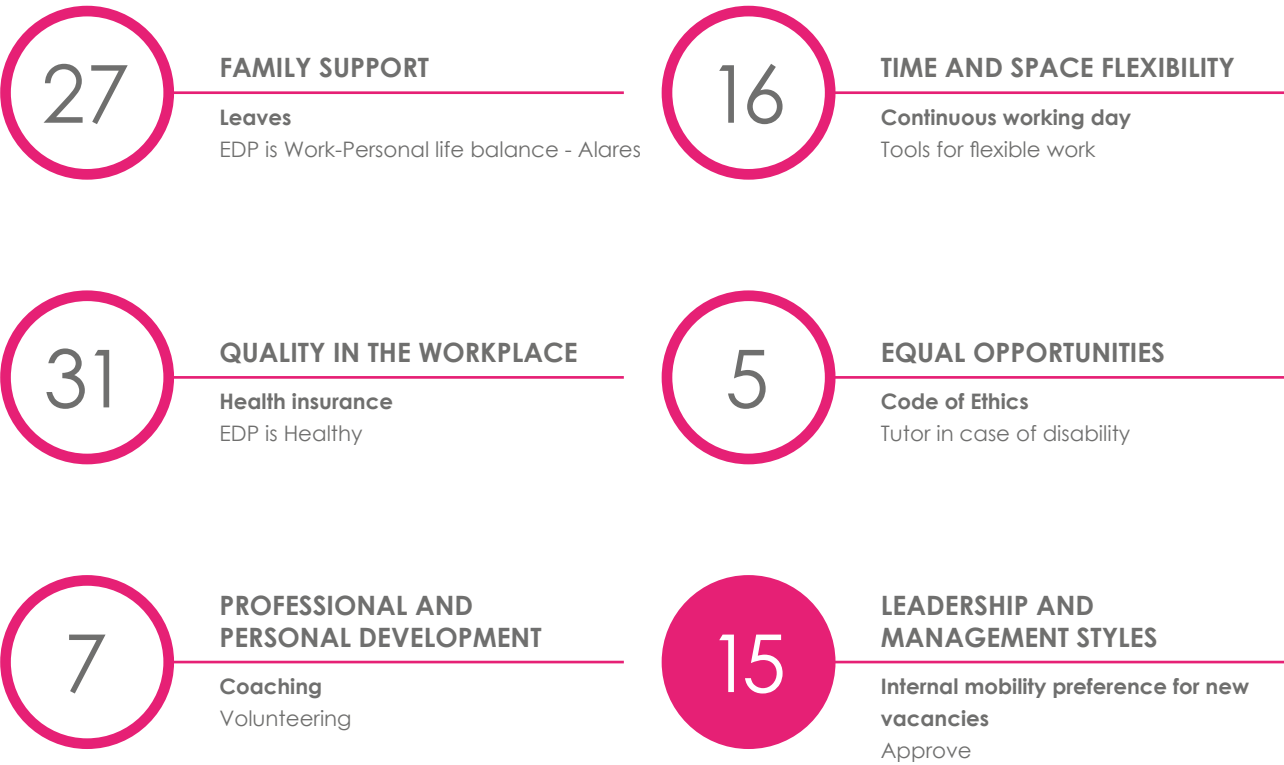 27
FAMILY SUPPORT
Leaves
EDP is Work-Personal life balance - Alares
16
TIME AND SPACE FLEXIBILITY
Continuous working day
Tools for flexible work
31
QUALITY IN THE WORKPLACE
Health insurance
EDP is Healthy
5
EQUAL OPPORTUNITIES
Code of Ethics
Tutor in case of disability
7
PROFESSIONAL AND
PERSONAL DEVELOPMENT
Coaching
Volunteering
15
LEADERSHIP AND
MANAGEMENT STYLES
Internal mobility preference for new
vacancies
Approve